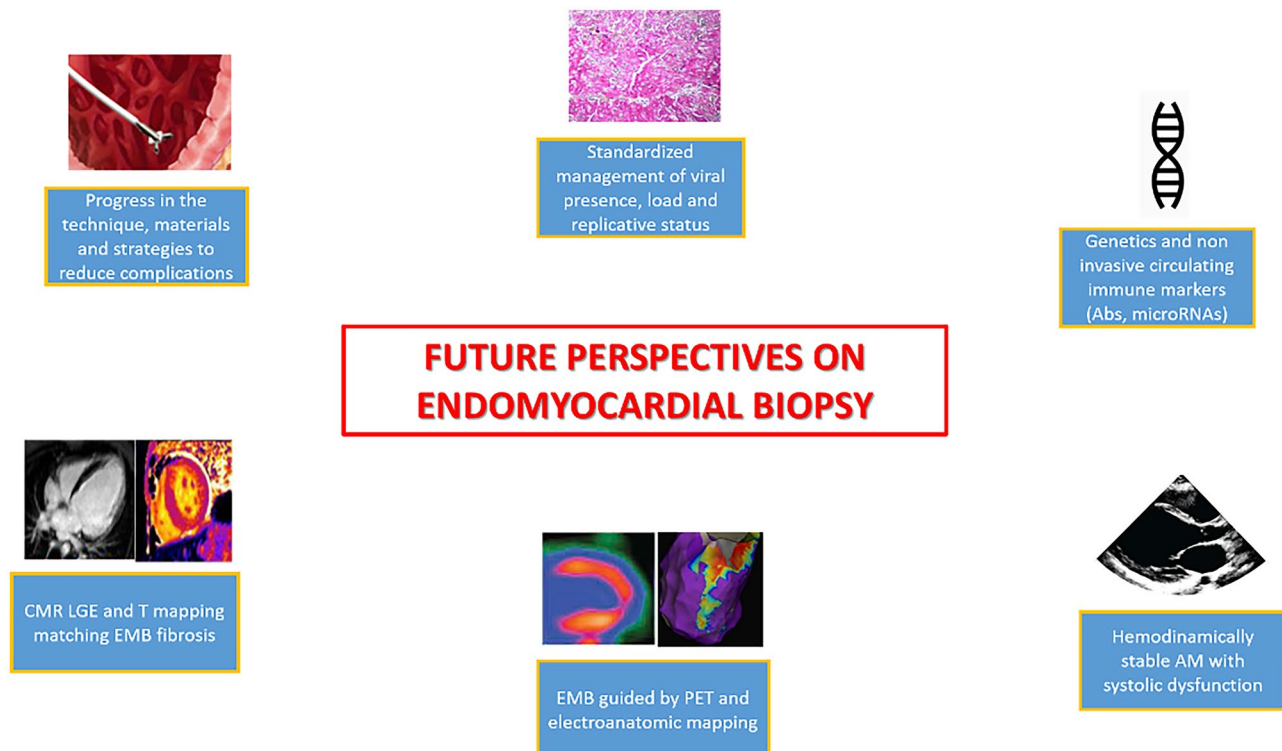 Progress in the
technique, materials
and strategies to
reduce complications
Standardized
management of viral
presence, load and
replicative status
Genetics and non
invasive circulating
immune markers
(Abs, microRNAs)
FUTURE PERSPECTIVES ON
ENDOMYOCARDIAL BIOPSY
CMR LGE and T mapping
matching EMB fibrosis
EMB guided by PET and
electroanatomic mapping
Hemodinamically
stable AM with
systolic dysfunction